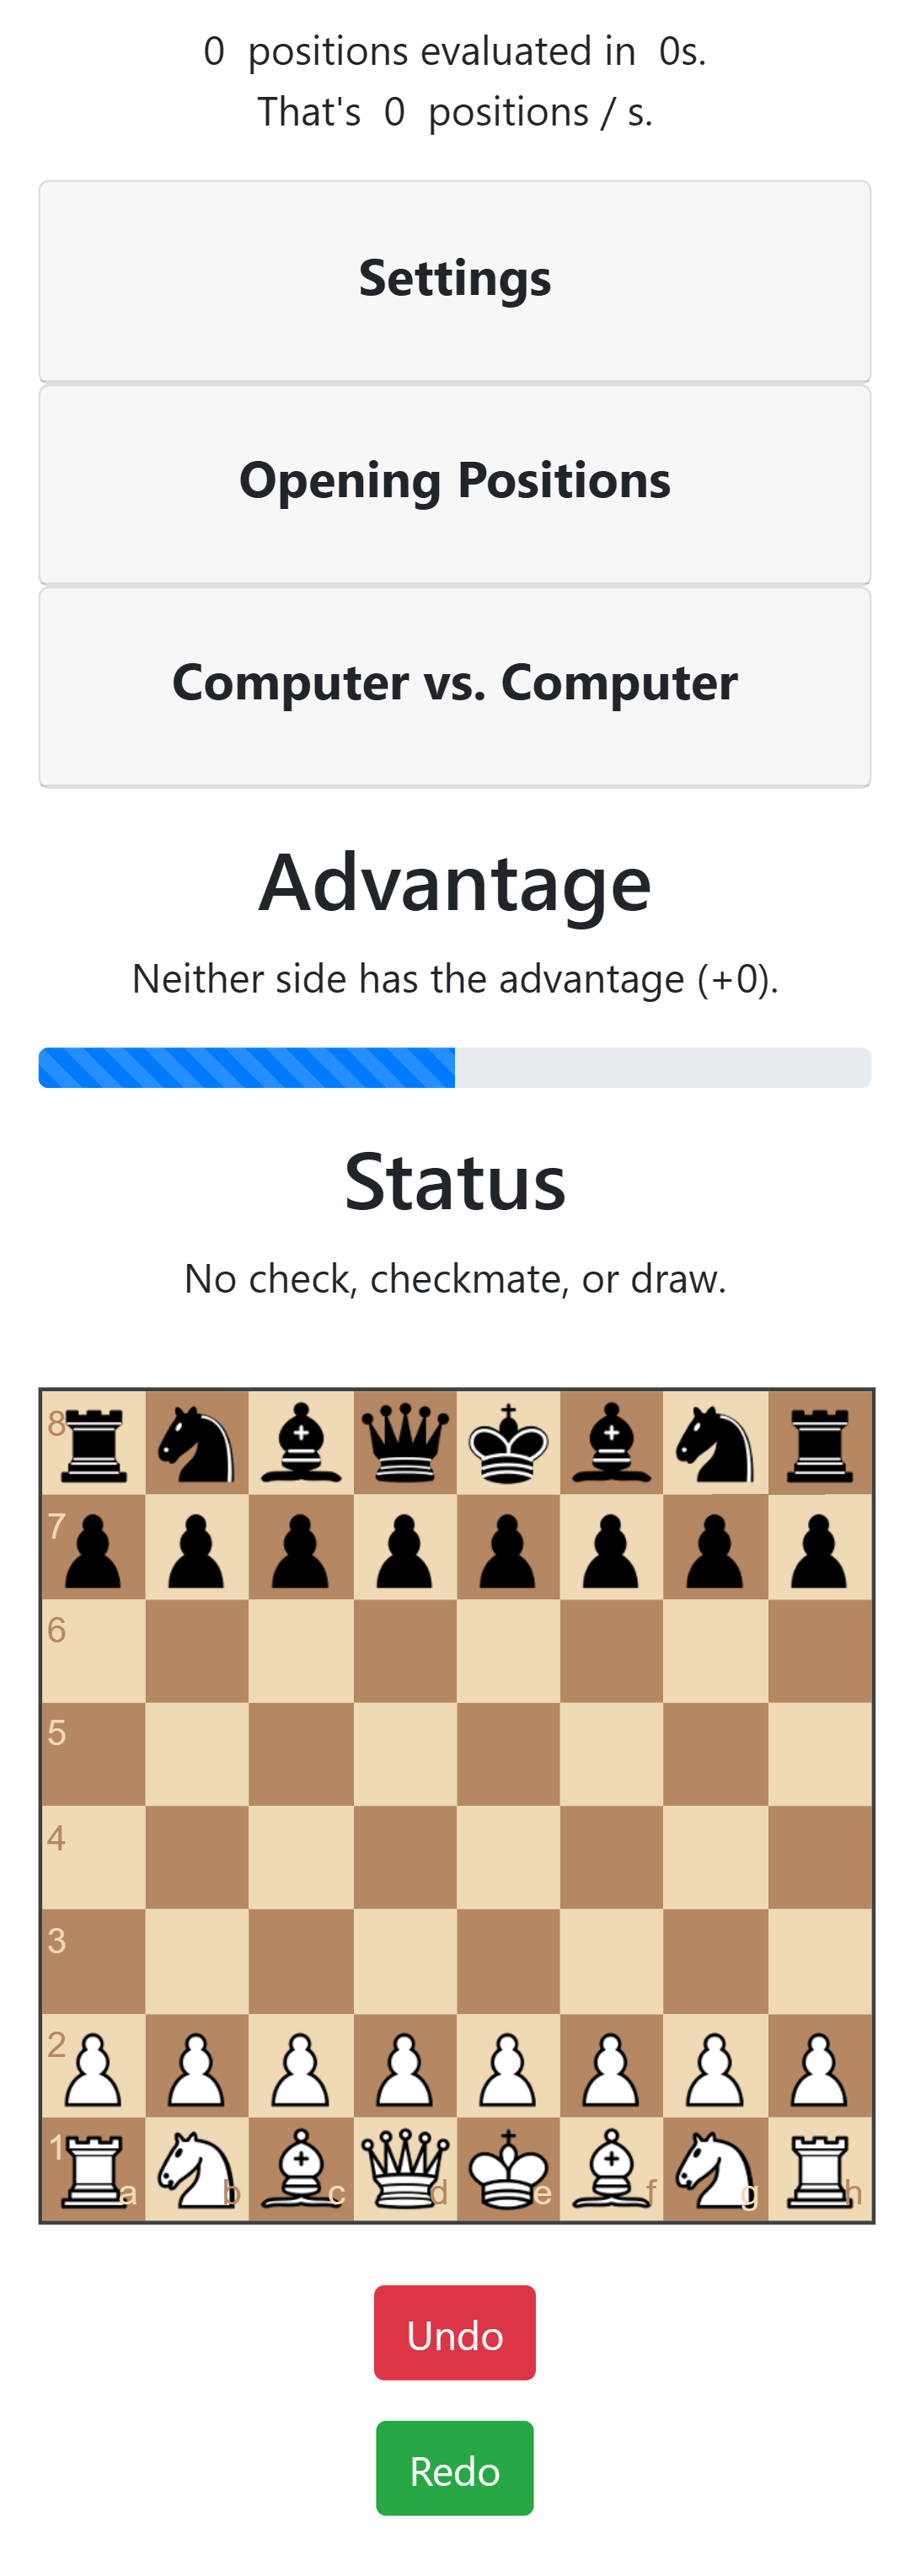 0 positions evaluated in 0s.
That's 0 positions / s.
Settings
Opening Positions
Computer vs. Computer
Advantage
Neither side has the advantage (+0).
Status
No check, checkmate, or draw.
8
7
6
5
4
3
2
1
a b c d e f g h
Undo
Redo